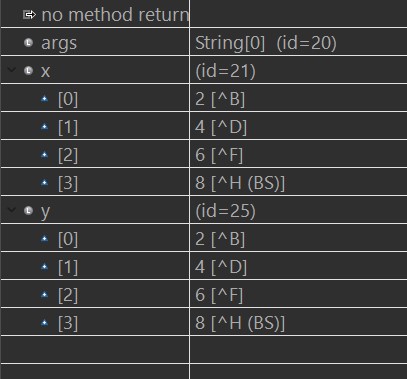 no method return
args String[0] (id=20)
x (id=21)
[0] 2 [^B]
[1] 4 [^D]
[2] 6 [^F]
[3] 8 [^H (BS)]
y (id=25)
[0] 2 [^B]
[1] 4 [^D]
[2] 6 [^F]
[3] 8 [^H (BS)]